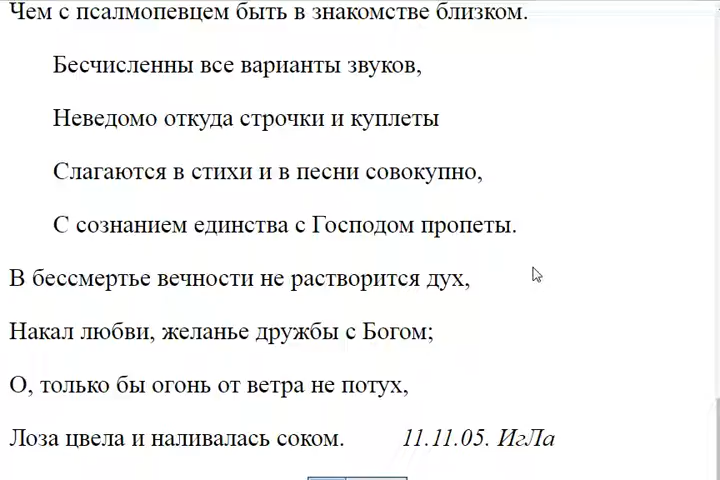 Чем с псалмопевцем быть в знакомстве близком.
Бесчисленны все варианты звуков,
Неведомо откуда строчки и куплеты
Слагаются в стихи и в песни совокупно,
С сознанием единства с Господом пропеты.
В бессмертье вечности не растворится дух,
Накал любви, желанье дружбы с Богом;
О, только бы огонь от ветра не потух,
Лоза цвела и наливалась соком. 11.11.05. ИгЛа